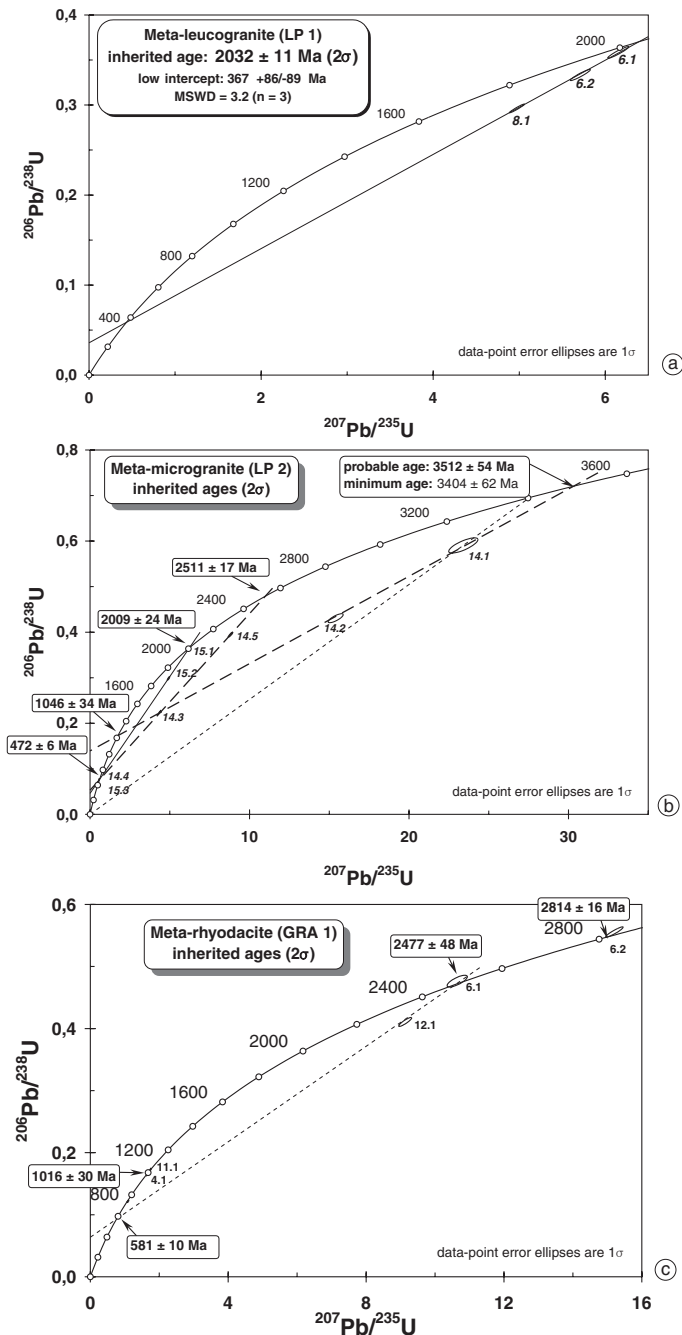 0,4
Meta-leucogranite (LP 1)
inherited age: 2032 ± 11 Ma (2σ)
low intercept: 367 +86/-89 Ma
MSWD = 3.2 (n = 3)
2000
6.1
6.2
0,3
1600
8.1
206Pb/238U
1200
0,2
800
0,1
400
data-point error ellipses are 1σ
a
0,0
0
2
4
6
207Pb/235U
0,8
Meta-microgranite (LP 2)
inherited ages (2σ)
probable age: 3512 ± 54 Ma
minimum age: 3404 ± 62 Ma
3600
3200
0,6
2800
14.1
2511 ± 17 Ma
206Pb/238U
2400
0,4
2009 ± 24 Ma
14.2
14.5
2000
15.1
15.2
1600
1046 ± 34 Ma
14.3
0,2
472 ± 6 Ma
14.4
15.3
data-point error ellipses are 1σ
b
0,0
0
10
20
30
207Pb/235U
0,6
Meta-rhyodacite (GRA 1)
inherited ages (2σ)
2814 ± 16 Ma
2800
6.2
2477 ± 48 Ma
6.1
2400
12.1
0,4
2000
206Pb/238U
1600
0,2
1200
11.1
4.1
1016 ± 30 Ma
800
581 ± 10 Ma
data-point error ellipses are 1σ
c
0,0
0
4
8
12
16
207Pb/235U